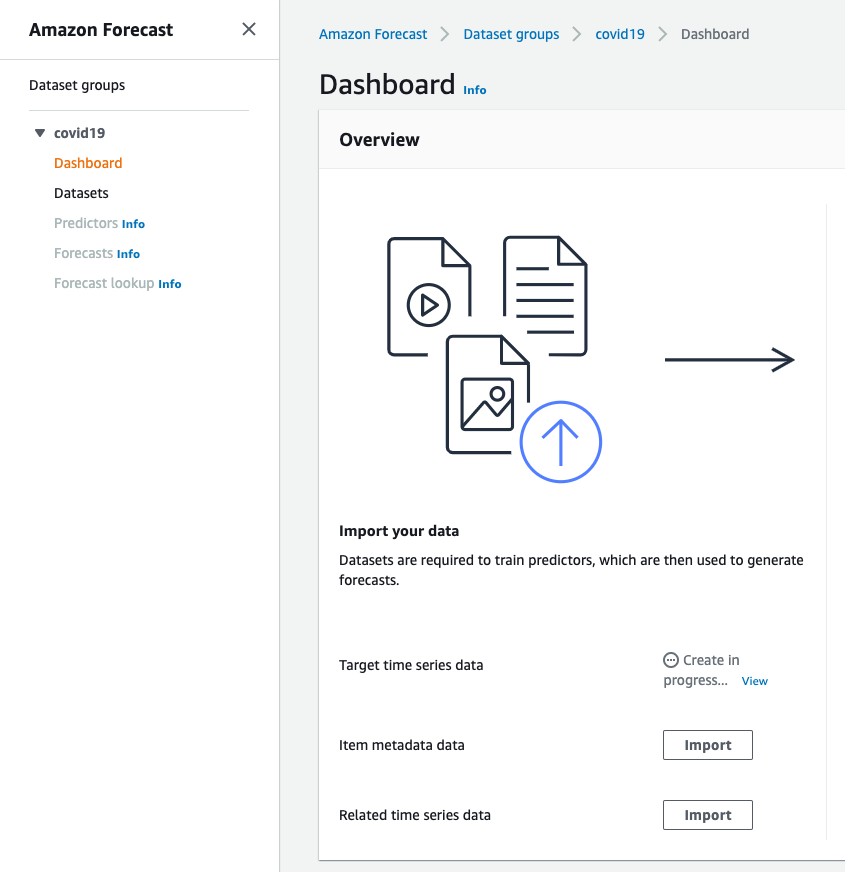 Amazon Forecast
Dataset groups
covid19
Dashboard
Datasets
Predictors Info
Forecasts Info
Forecast lookup Info
Amazon Forecast Dataset groups covid19 Dashboard
Dashboard Info
Overview
Import your data
Datasets are required to train predictors, which are then used to generate
forecasts.
Target time series data
Create in
progress... View
Item metadata data
Import
Related time series data
Import